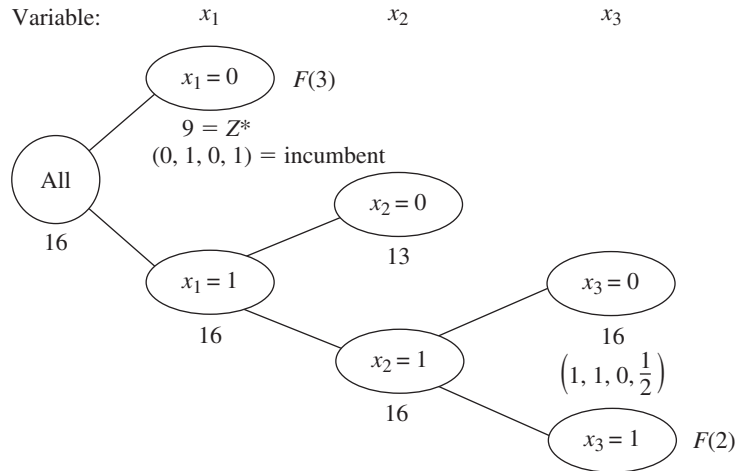 Variable: x₁ x₂ x₃
x₁ = 0 F(3)
9 = Z*
(0, 1, 0, 1) = incumbent
All
16
x₂ = 0
13
x₁ = 1
16
x₃ = 0
16
(1, 1, 0, 1/2)
x₂ = 1
16
x₃ = 1 F(2)